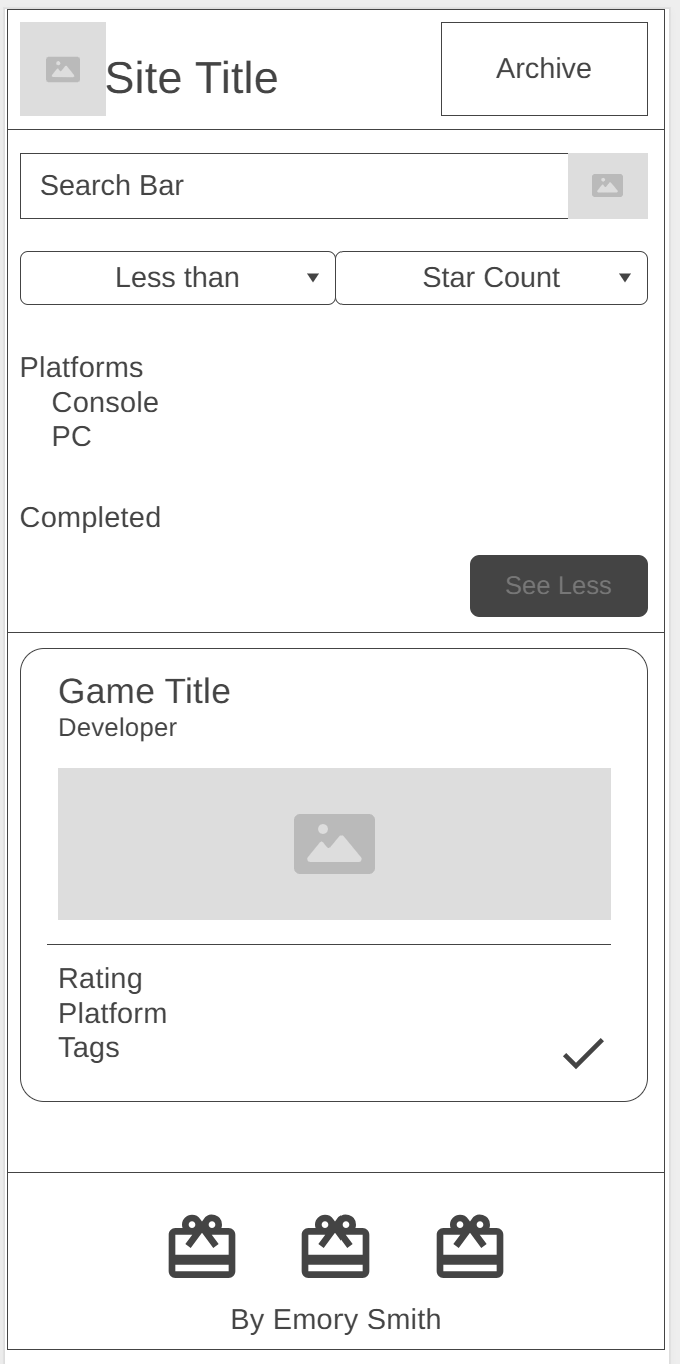 Site Title
Archive
Search Bar
Less than
Star Count
Platforms
Console
PC
Completed
See Less
Game Title
Developer
Rating
Platform
Tags
By Emory Smith